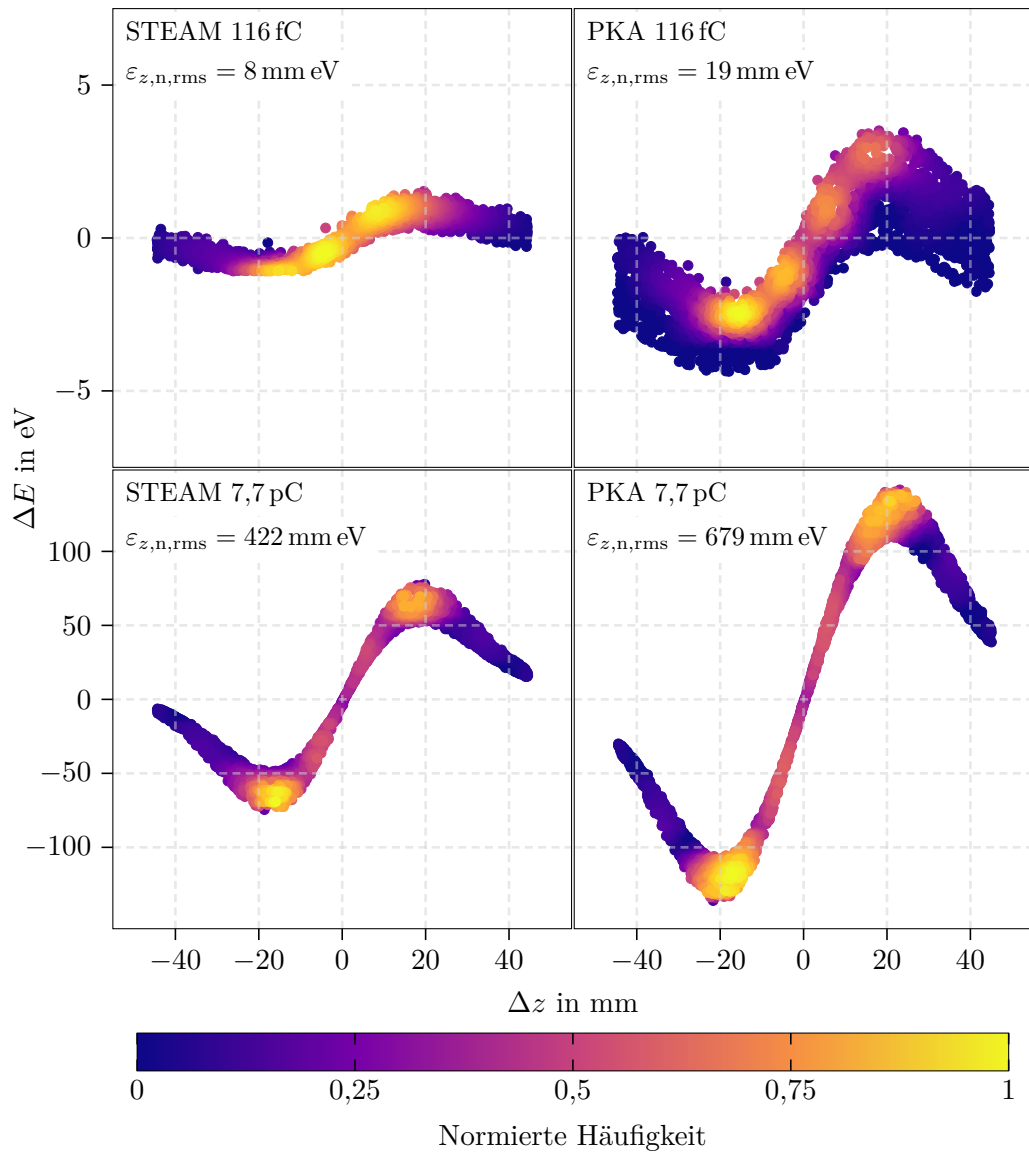 STEAM 116 fC
ε_{z,n,rms} = 8 mm eV
PKA 116 fC
ε_{z,n,rms} = 19 mm eV
5
0
−5
ΔE in eV
STEAM 7,7 pC
ε_{z,n,rms} = 422 mm eV
PKA 7,7 pC
ε_{z,n,rms} = 679 mm eV
100
50
0
−50
−100
−40 −20 0 20 40 −40 −20 0 20 40
Δz in mm
0 0,25 0,5 0,75 1
Normierte Häufigkeit